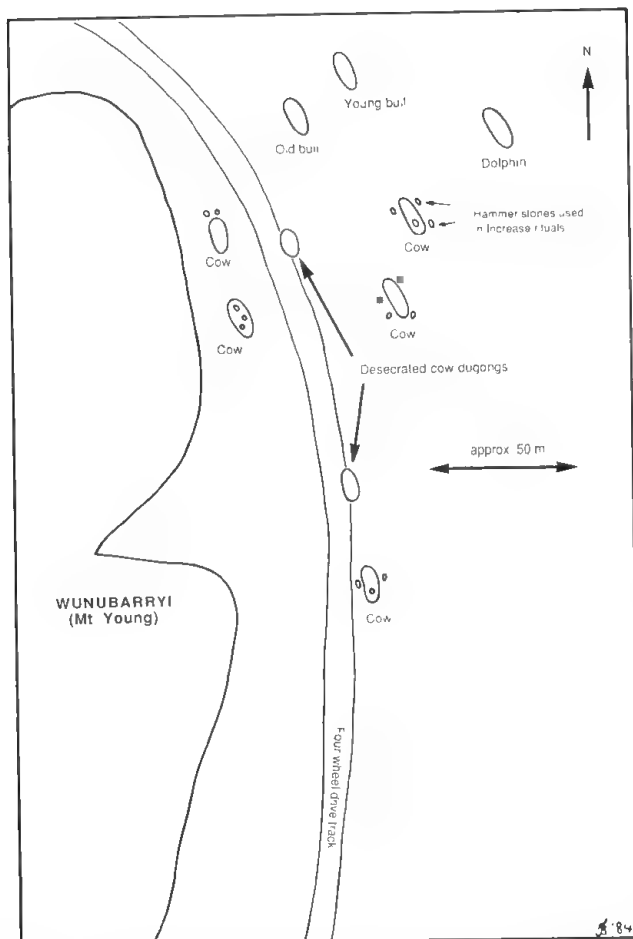 N
Young bull
Old bull
Dolphin
Hammer stones used
in increase rituals
Cow
Cow
Cow
Cow
Desecrated cow dugongs
approx 50 m
WUNUBARRYI
(Mt Young)
Cow
Four wheel drive track
'84